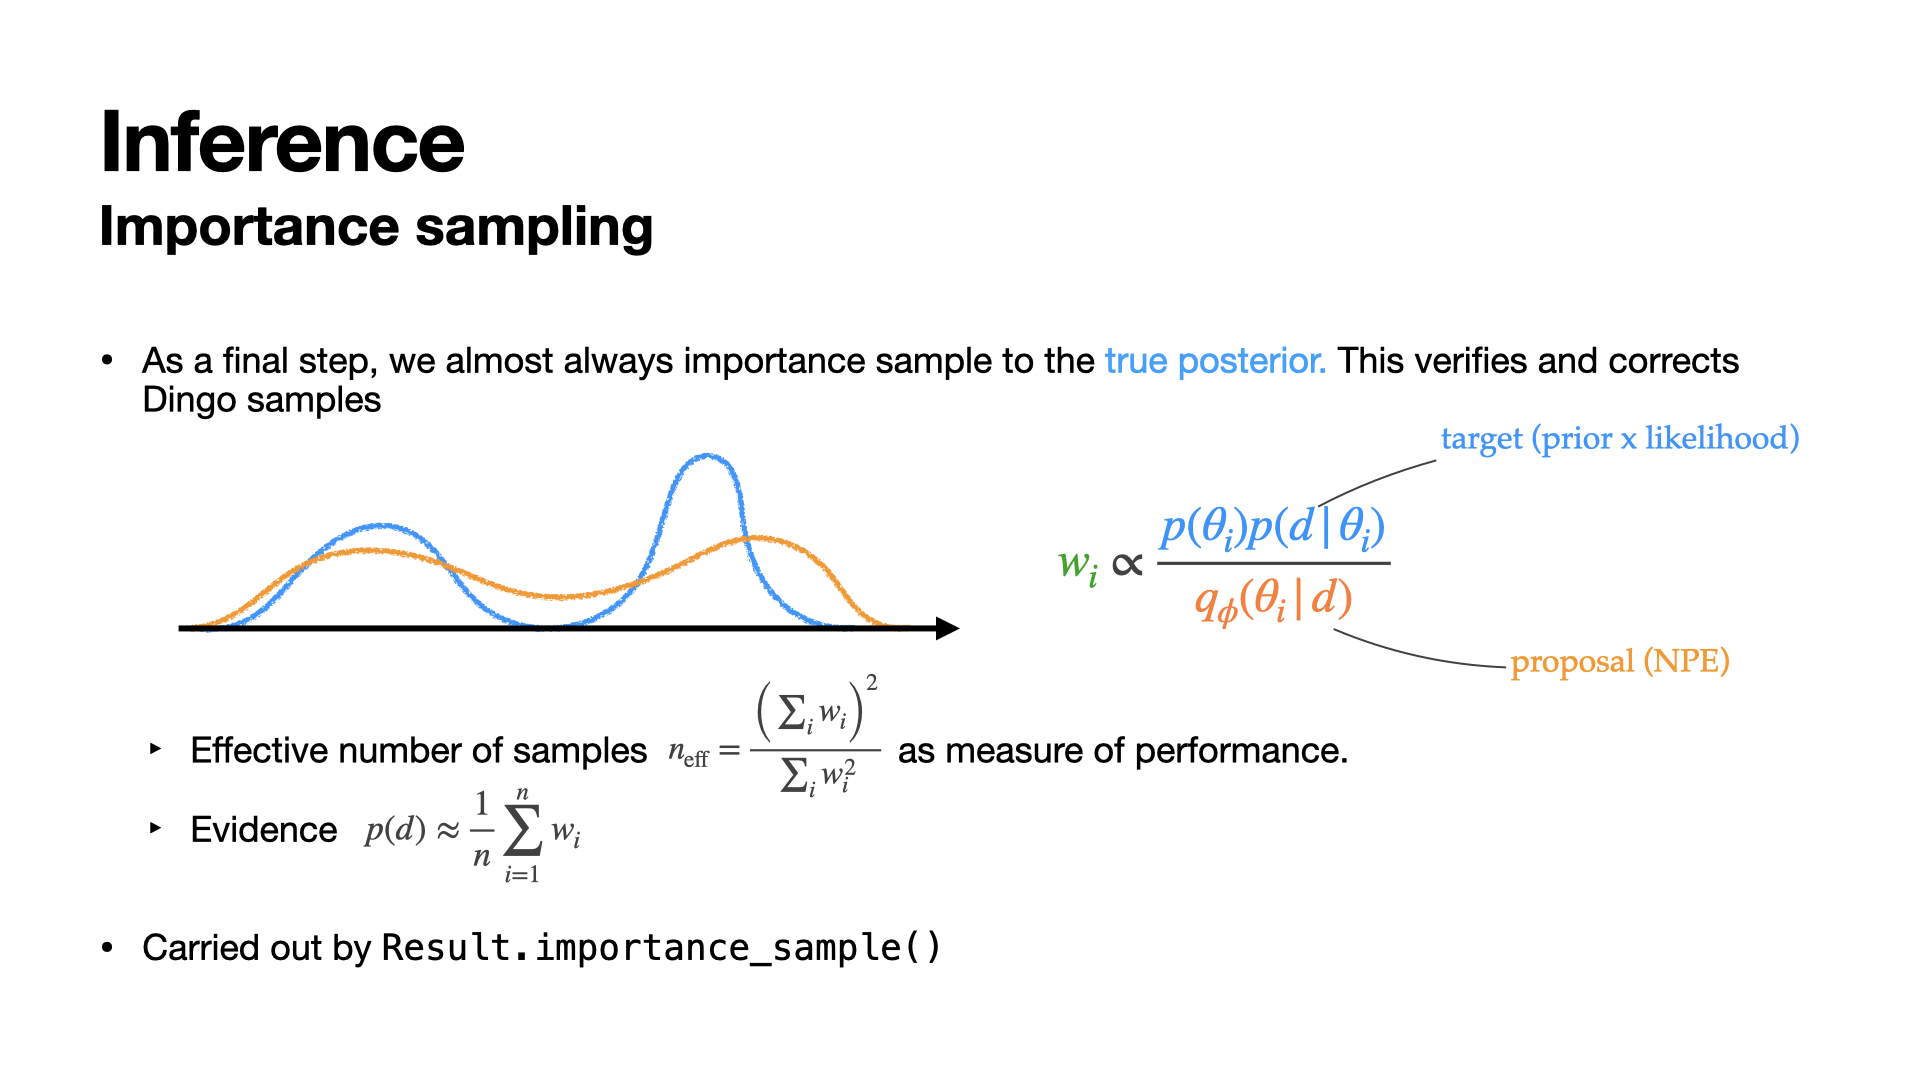 Inference
Importance sampling
• As a final step, we almost always importance sample to the true posterior. This verifies and corrects
Dingo samples
target (prior x likelihood)
w_i ∝ p(θ_i)p(d|θ_i) / q_ϕ(θ_i|d)
proposal (NPE)
‣ Effective number of samples n_eff = (∑_i w_i)^2 / ∑_i w_i^2 as measure of performance.
‣ Evidence p(d) ≈ 1/n ∑_{i=1}^n w_i
• Carried out by Result.importance_sample()